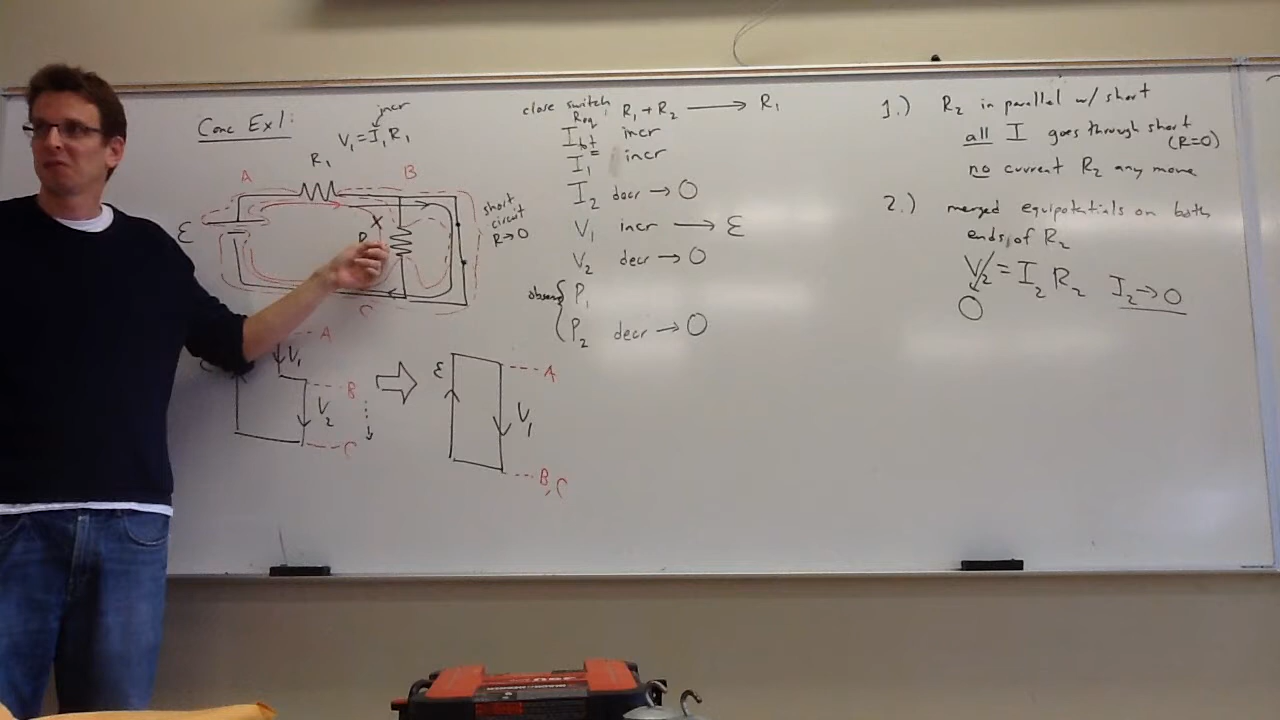 Conc Ex 1:
incr
V₁ = I₁ R₁
R₁
A
B
ε
R
C
short
circuit
R→0
A
V₁
B
V₂
C
ε
A
V₁
B, C
close switch
Req: R₁ + R₂ → R₁
Itot incr
I₁ = incr
I₂ decr → 0
V₁ incr → ε
V₂ decr → 0
observe { P₁
P₂ decr → 0
1.) R₂ in parallel w/ short
all I goes through short
(R=0)
no current R₂ any more
2.) merged equipotentials on both
ends of R₂
V₂ = I₂ R₂ I₂→0
0